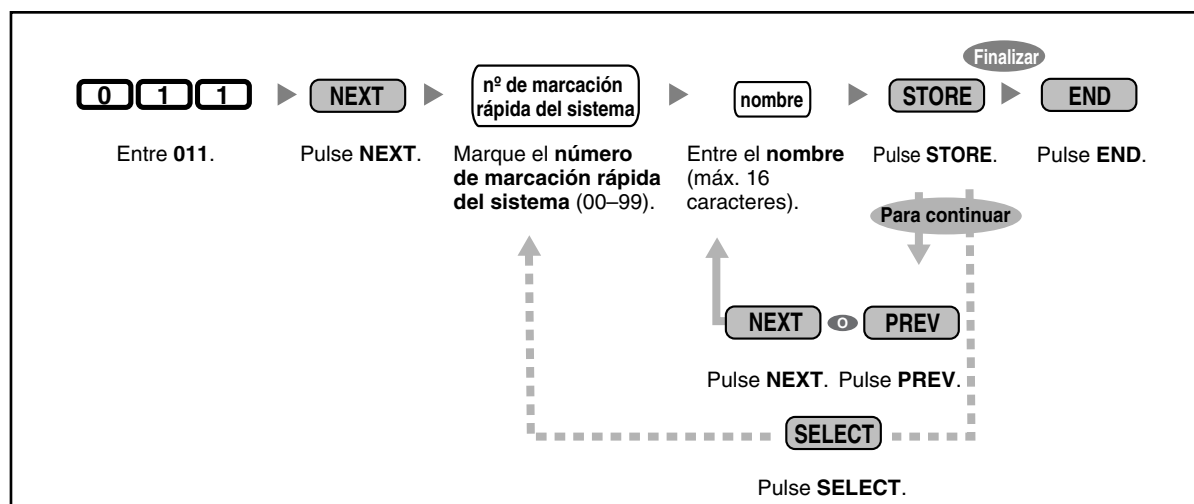 Finalizar
0 1 1
NEXT
nº de marcación
rápida del sistema
nombre
STORE
END
Entre 011.
Pulse NEXT.
Marque el número
de marcación rápida
del sistema (00–99).
Entre el nombre
(máx. 16
caracteres).
Pulse STORE.
Pulse END.
Para continuar
NEXT
O
PREV
Pulse NEXT.
Pulse PREV.
SELECT
Pulse SELECT.